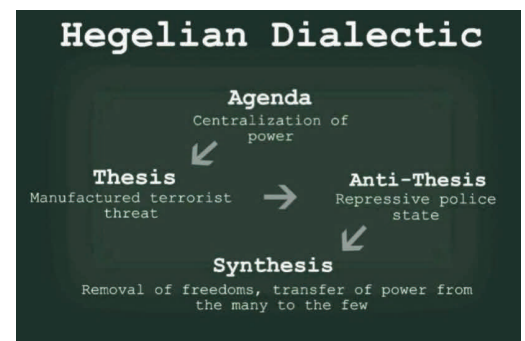 Hegelian Dialectic
Agenda
Centralization of
power
Thesis
Manufactured terrorist
threat
Anti-Thesis
Repressive police
state
Synthesis
Removal of freedoms, transfer of power from
the many to the few